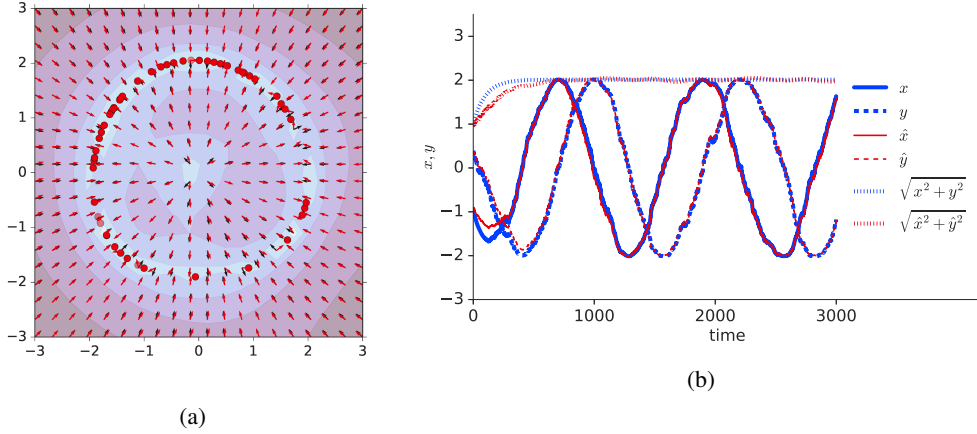 3
2
1
0
−1
−2
−3
−3 −2 −1 0 1 2 3
(a)
3
2
1
0
−1
−2
−3
x, y
0 1000 2000 3000
time
x
y
x̂
ŷ
√(x² + y²)
√(x̂² + ŷ²)
(b)